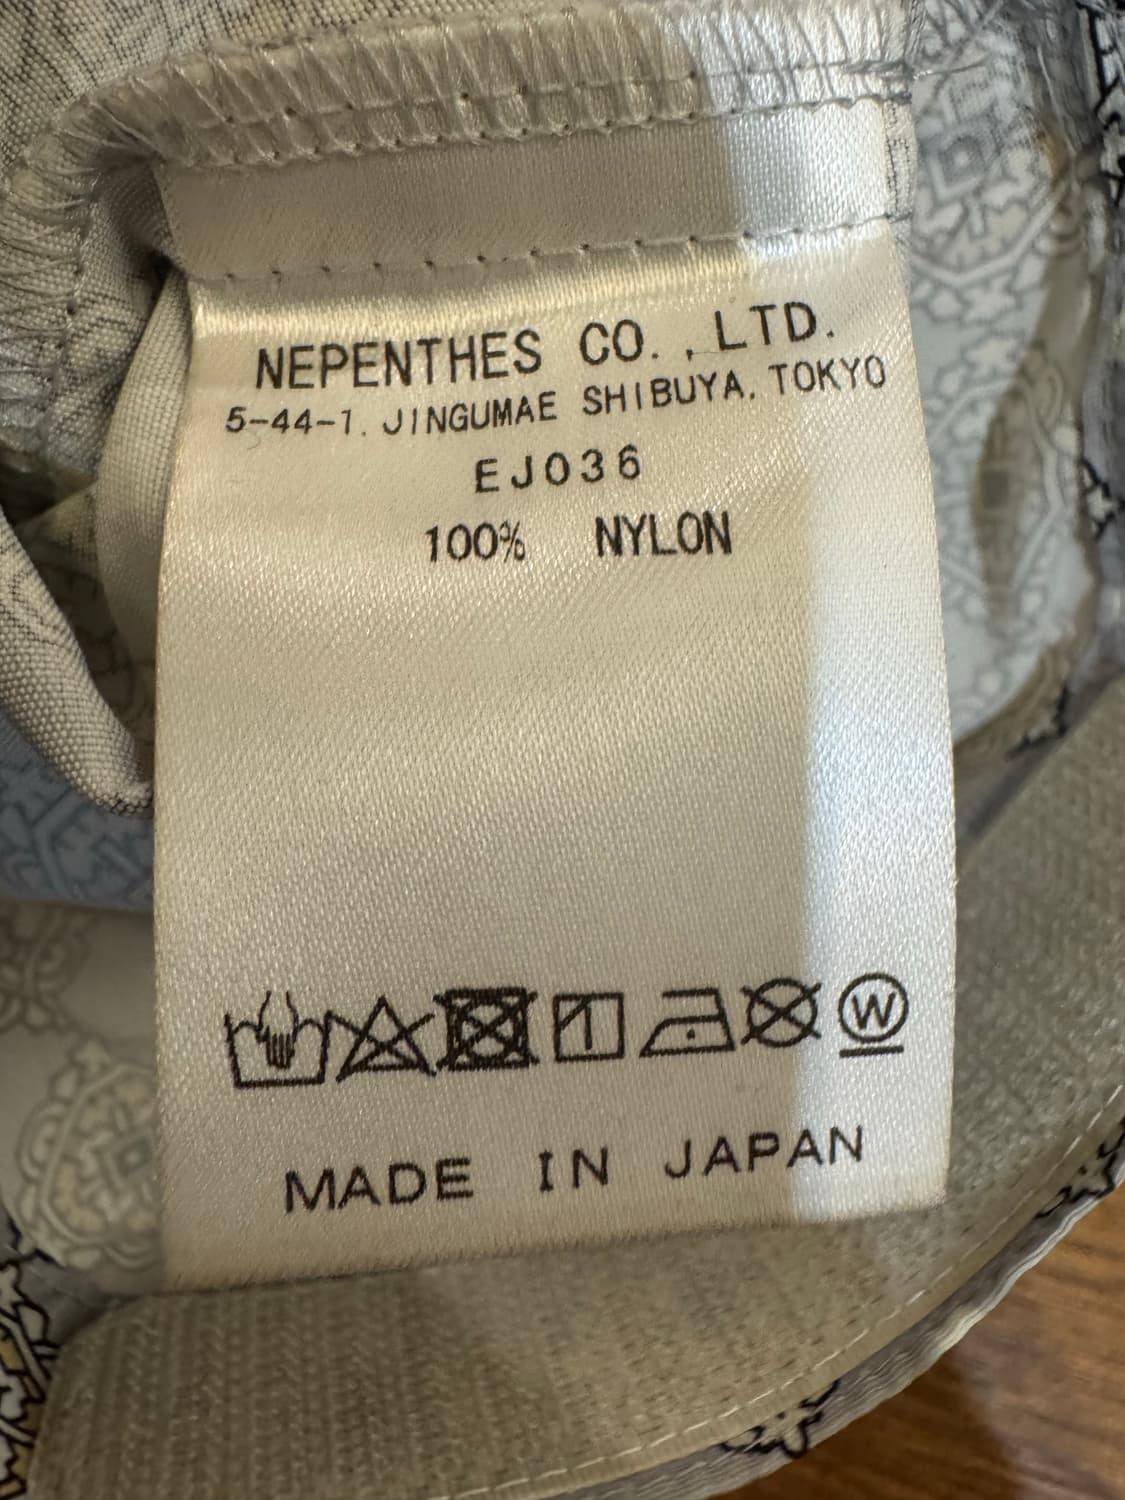 NEPENTHES CO.,LTD.
5-44-1. JINGUMAE SHIBUYA, TOKYO
EJ036
100% NYLON
W
MADE IN JAPAN